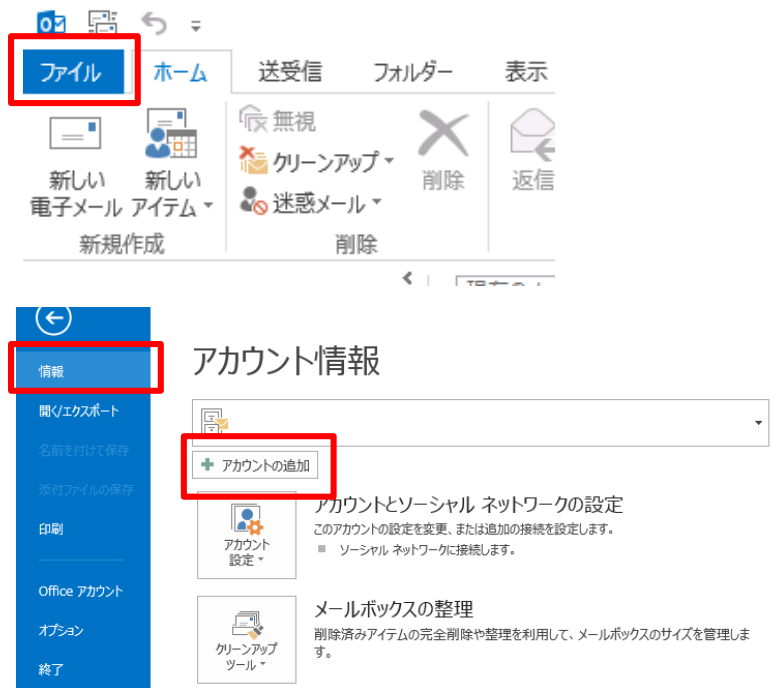 ファイル ホーム 送受信 フォルダー 表示
無視
クリーンアップ
迷惑メール
新しい
電子メール
新しい
アイテム
削除
返信
新規作成 削除
情報
開く/エクスポート
名前を付けて保存
添付ファイルの保存
印刷
Office アカウント
オプション
終了
アカウント情報
アカウントの追加
アカウント
設定
アカウントとソーシャル ネットワークの設定
このアカウントの設定を変更、または追加の接続を設定します。
ソーシャル ネットワークに接続します。
クリーンアップ
ツール
メールボックスの整理
削除済みアイテムの完全削除や整理を利用して、メールボックスのサイズを管理しま
す。